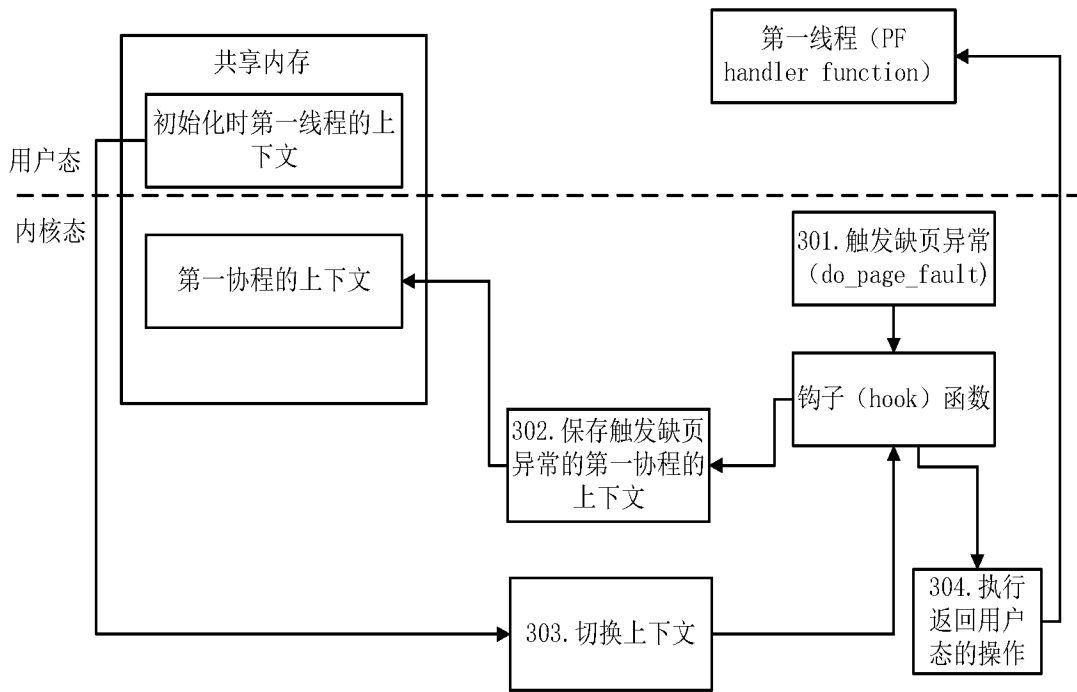 共享内存
初始化时第一线程的上
下文
第一线程（PF
handler function）
用户态
内核态
第一协程的上下文
301.触发缺页异常
（do_page_fault)
钩子（hook）函数
302.保存触发缺页
异常的第一协程的
上下文
303.切换上下文
304.执行
返回用户
态的操作